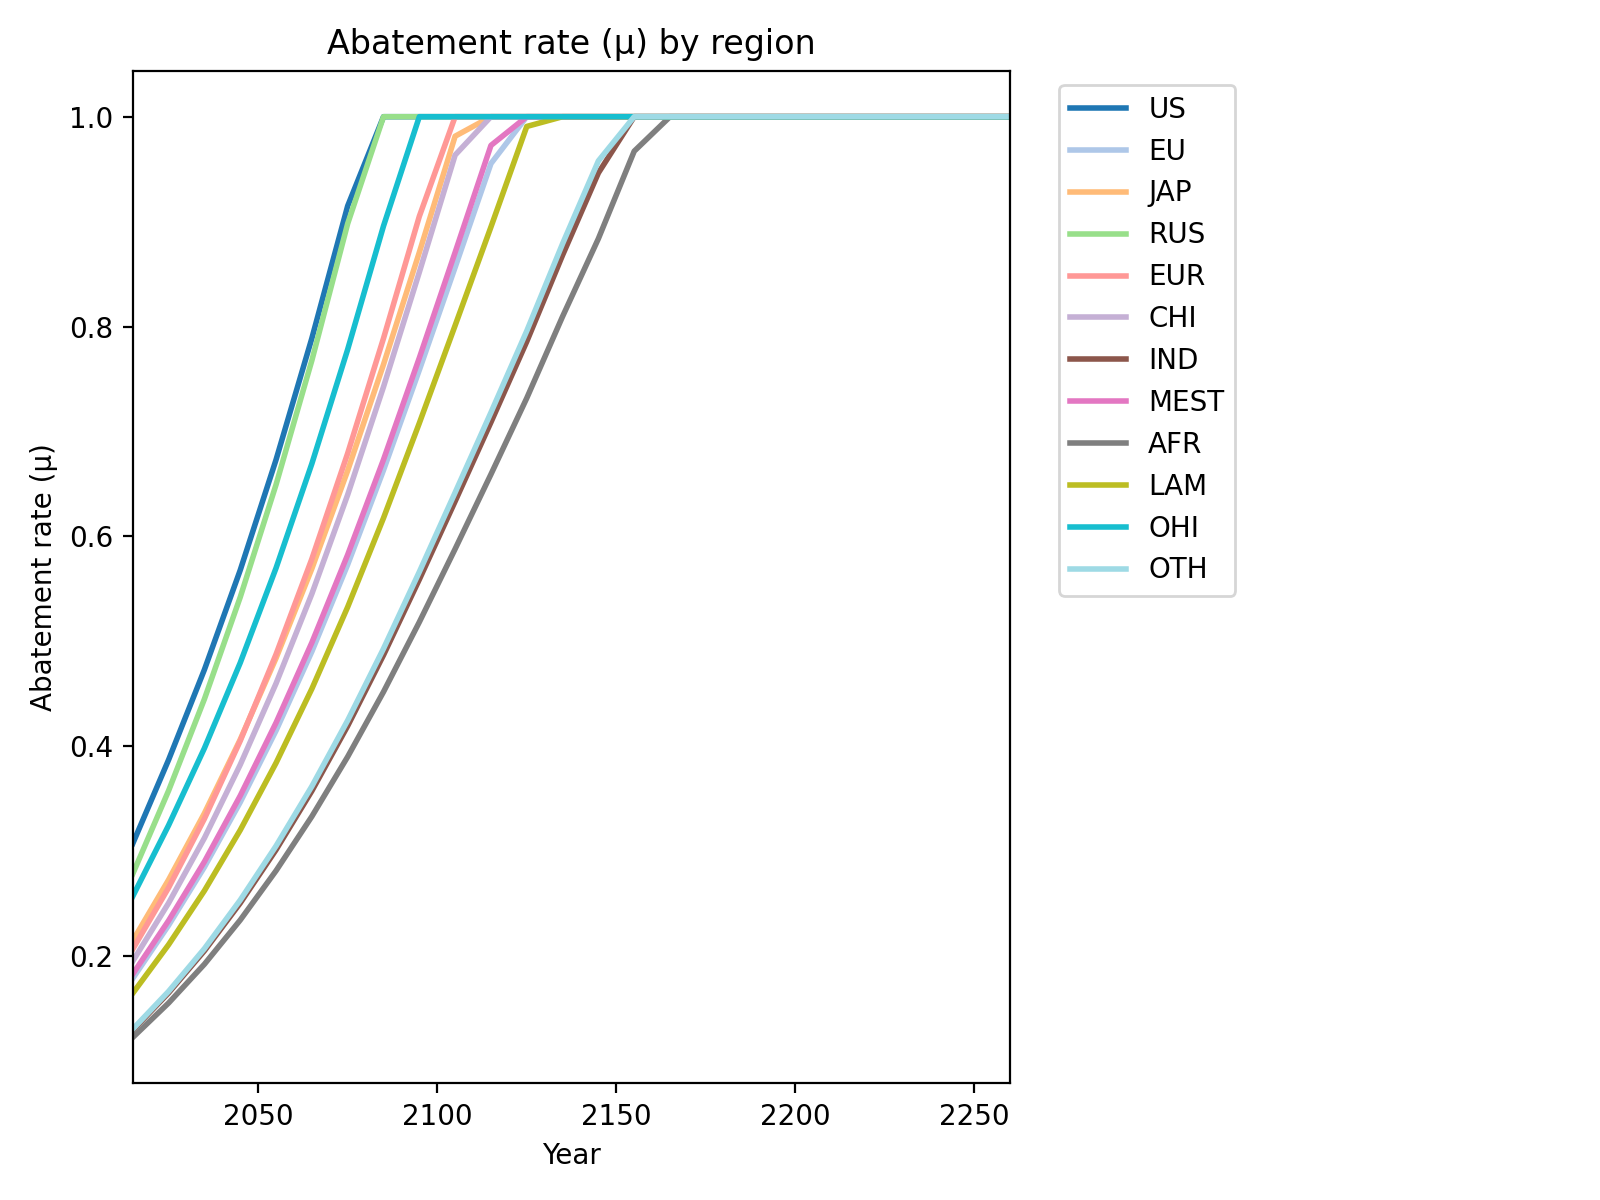 Abatement rate (μ) by region
Abatement rate (μ)
1.0
0.8
0.6
0.4
0.2
2050
2100
2150
2200
2250
Year
US
EU
JAP
RUS
EUR
CHI
IND
MEST
AFR
LAM
OHI
OTH